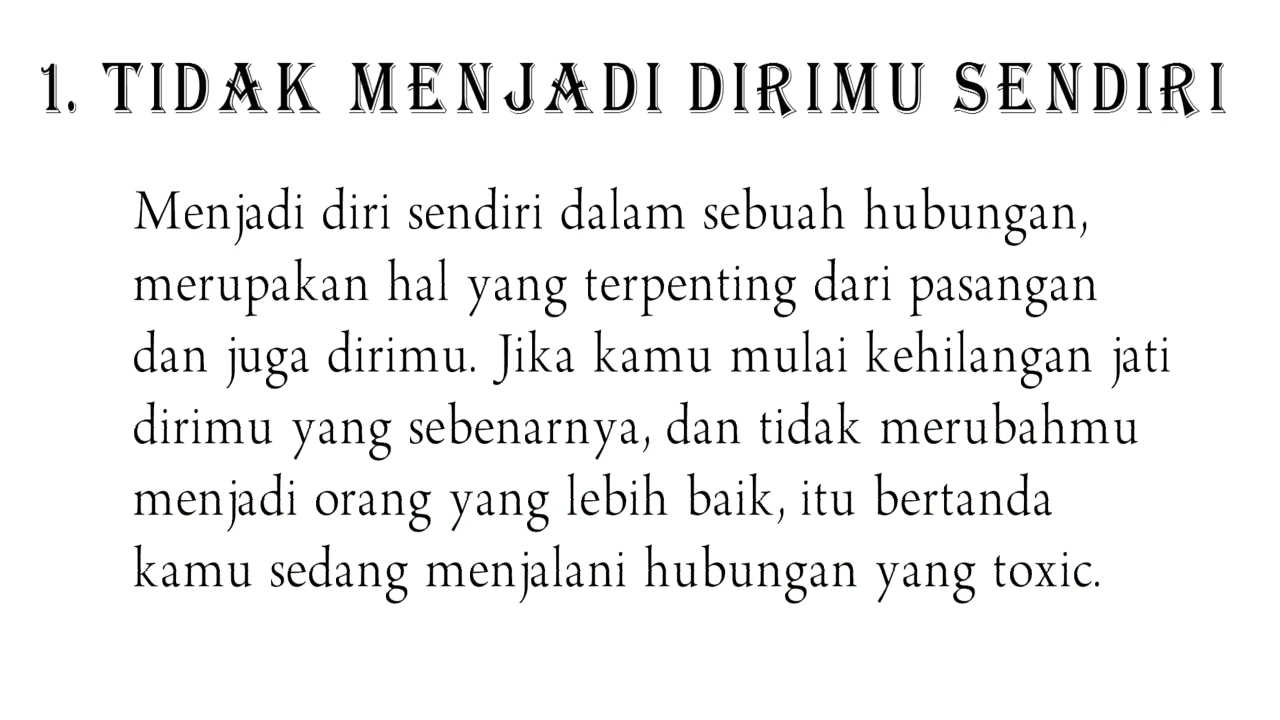 1. TIDAK MENJADI DIRIMU SENDIRI
Menjadi diri sendiri dalam sebuah hubungan,
merupakan hal yang terpenting dari pasangan
dan juga dirimu. Jika kamu mulai kehilangan jati
dirimu yang sebenarnya, dan tidak merubahmu
menjadi orang yang lebih baik, itu bertanda
kamu sedang menjalani hubungan yang toxic.